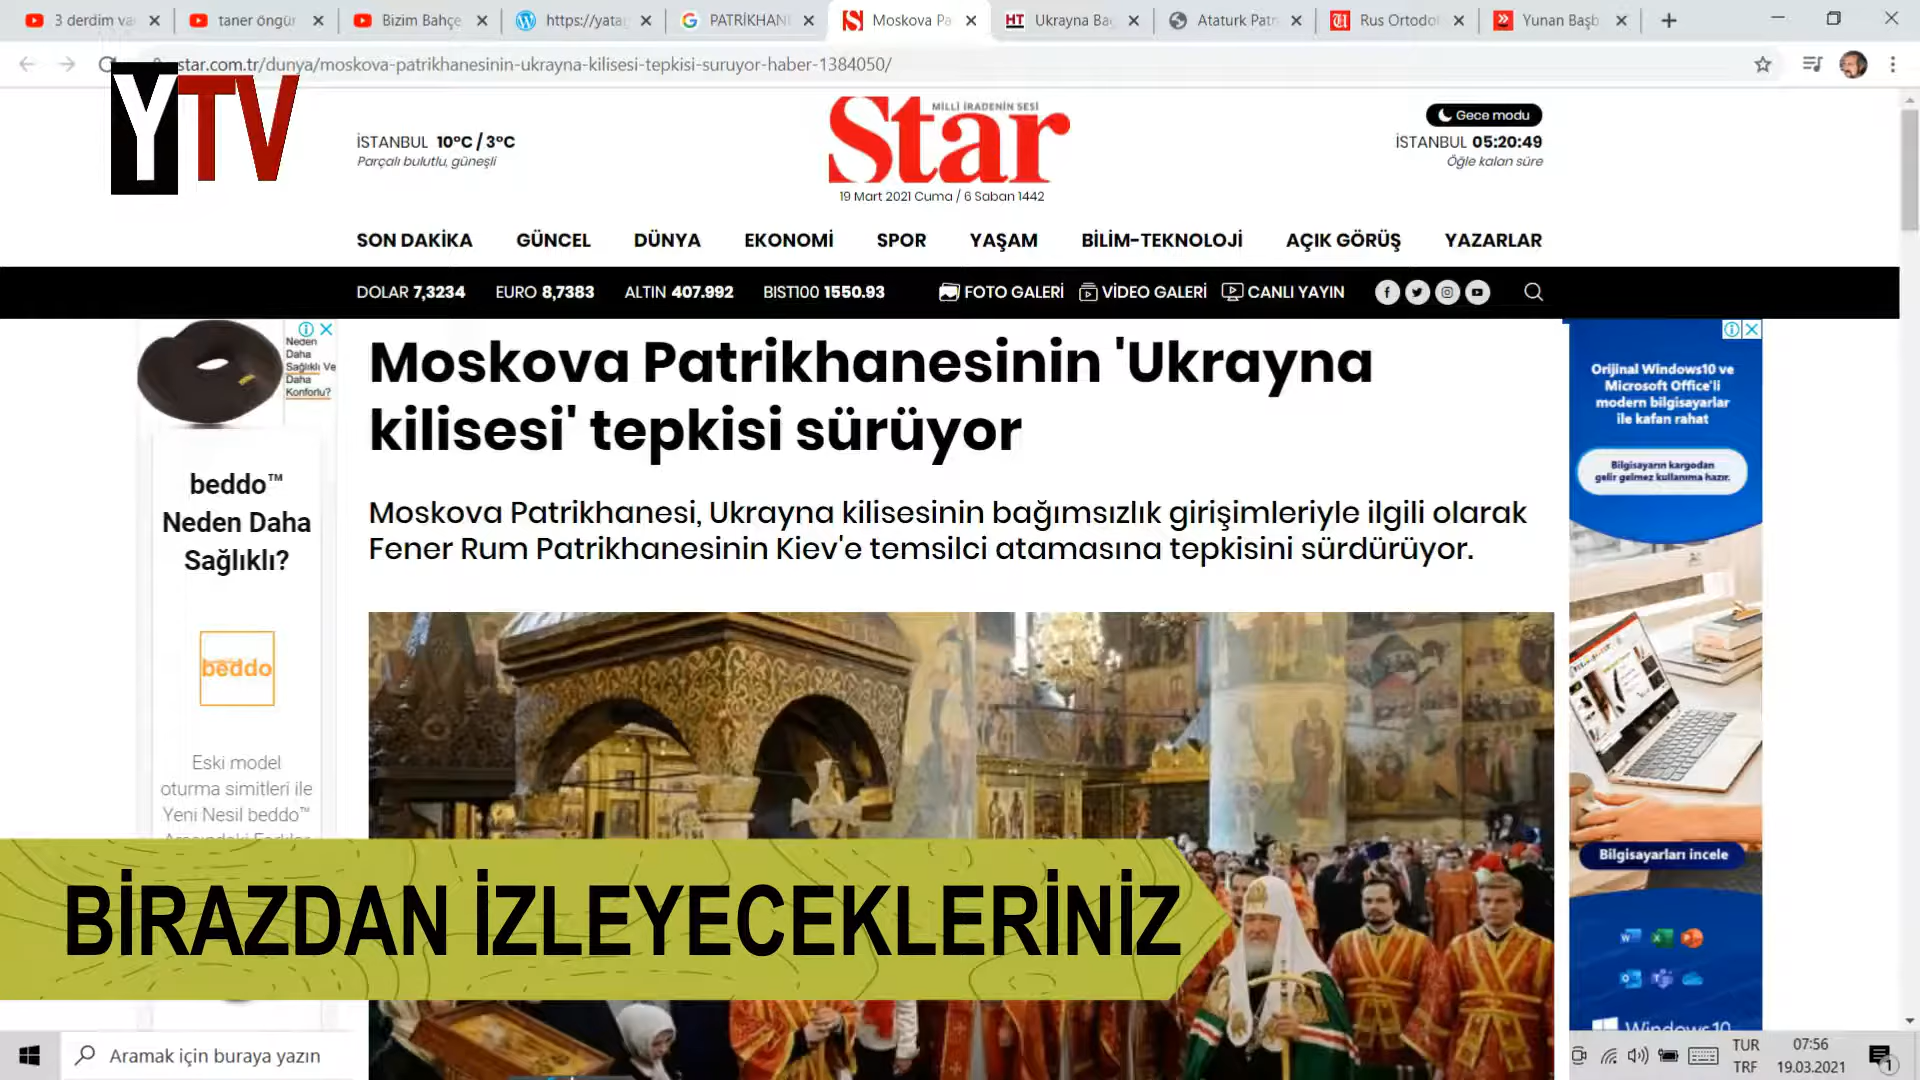 3 derdim va
taner öngür
Bizim Bahçe
https://yata
PATRİKHAN
Moskova Pa
Ukrayna Ba
Ataturk Patr
Rus Ortodo
Yunan Başb
star.com.tr/dunya/moskova-patrikhanesinin-ukrayna-kilisesi-tepkisi-suruyor-haber-1384050/
YTV
İSTANBUL 10°C / 3°C
Parçalı bulutlu, güneşli
MİLLİ İRADENİN SESİ
Star
19 Mart 2021 Cuma / 6 Saban 1442
Gece modu
İSTANBUL 05:20:49
Öğle kalan süre
SON DAKİKA GÜNCEL DÜNYA EKONOMİ SPOR YAŞAM BİLİM-TEKNOLOJİ AÇIK GÖRÜŞ YAZARLAR
DOLAR 7,3234 EURO 8,7383 ALTIN 407.992 BIST100 1550.93 FOTO GALERİ VİDEO GALERİ CANLI YAYIN
Neden
Daha
Sağlıklı Ve
Daha
Konforlu?
beddo™
Neden Daha
Sağlıklı?
beddo
Eski model
oturma simitleri ile
Yeni Nesil beddo™
Moskova Patrikhanesinin 'Ukrayna
kilisesi' tepkisi sürüyor
Moskova Patrikhanesi, Ukrayna kilisesinin bağımsızlık girişimleriyle ilgili olarak
Fener Rum Patrikhanesinin Kiev'e temsilci atamasına tepkisini sürdürüyor.
Orijinal Windows10 ve
Microsoft Office'li
modern bilgisayarlar
ile kafan rahat
Bilgisayarın kargodan
gelir gelmez kullanıma hazır.
Bilgisayarları incele
Windows10
BİRAZDAN İZLEYECEKLERİNİZ
Aramak için buraya yazın
TUR
TRF
07:56
19.03.2021
1